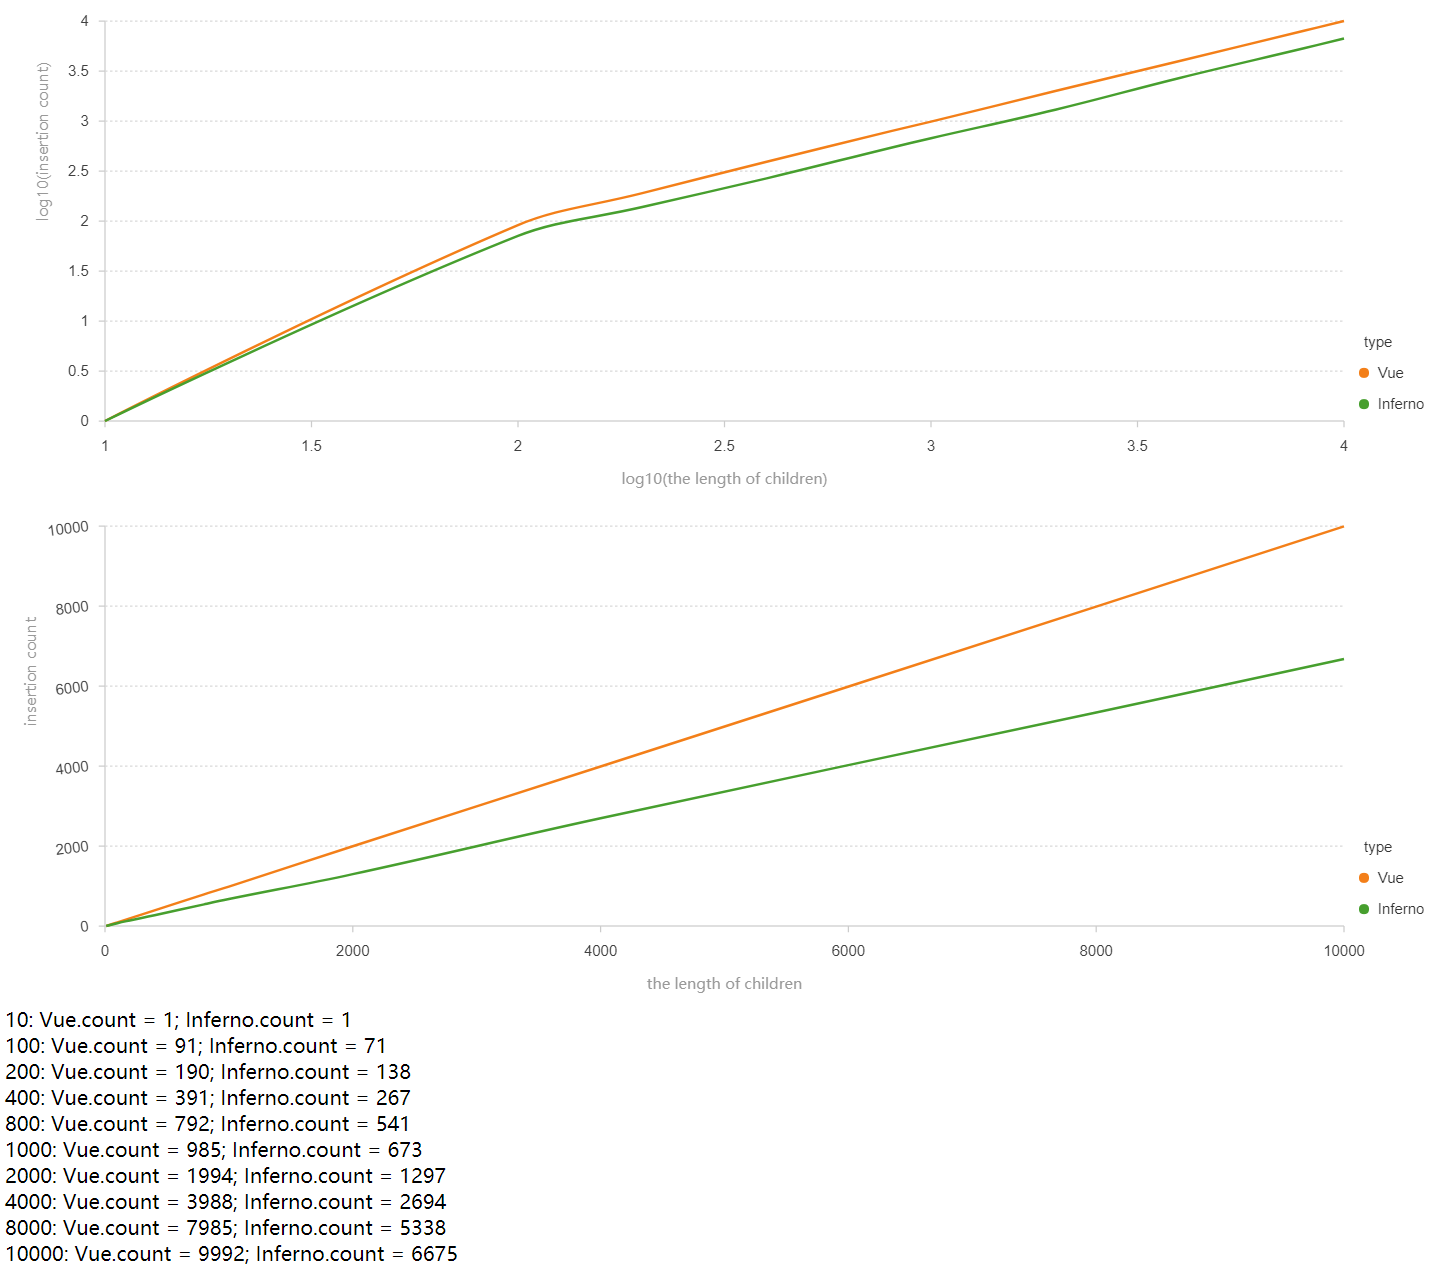 4
3.5
3
2.5
2
1.5
1
0.5
0
log10(insertion count)
1 1.5 2 2.5 3 3.5 4
log10(the length of children)
type
Vue
Inferno
10000
8000
6000
4000
2000
0
insertion count
0 2000 4000 6000 8000 10000
the length of children
type
Vue
Inferno
10: Vue.count = 1; Inferno.count = 1
100: Vue.count = 91; Inferno.count = 71
200: Vue.count = 190; Inferno.count = 138
400: Vue.count = 391; Inferno.count = 267
800: Vue.count = 792; Inferno.count = 541
1000: Vue.count = 985; Inferno.count = 673
2000: Vue.count = 1994; Inferno.count = 1297
4000: Vue.count = 3988; Inferno.count = 2694
8000: Vue.count = 7985; Inferno.count = 5338
10000: Vue.count = 9992; Inferno.count = 6675